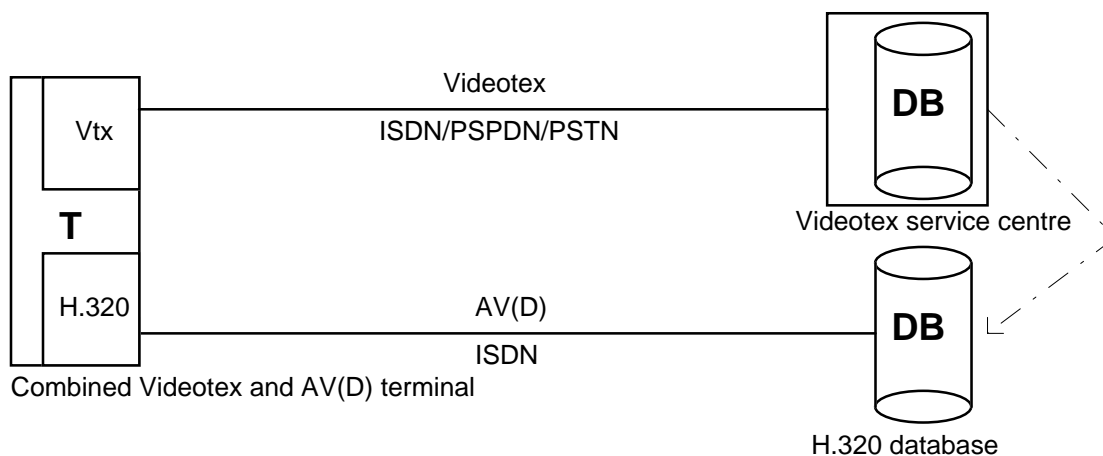 Videotex
DB
Vtx
ISDN/PSPDN/PSTN
Videotex service centre
T
H.320
AV(D)
DB
ISDN
Combined Videotex and AV(D) terminal
H.320 database